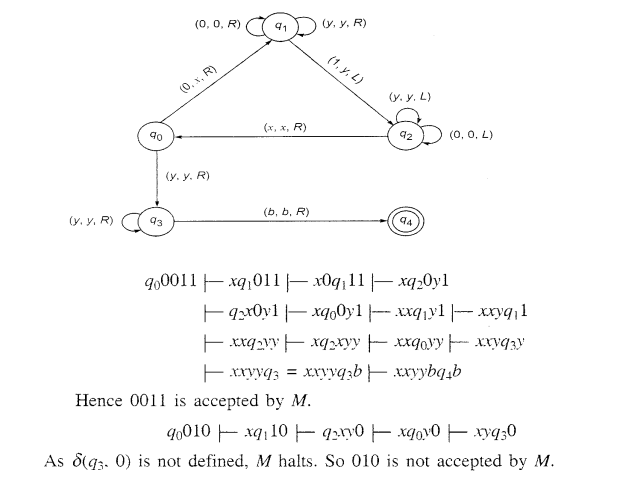 (0, 0, R) q₁ (y, y, R)
(0, x, R)
(1, y, L)
(y, y, L)
q₀ (x, x, R) q₂ (0, 0, L)
(y, y, R)
(y, y, R) q₃ (b, b, R) q₄
q₀0011 ⊢ xq₁011 ⊢ x0q₁11 ⊢ xq₂0y1
⊢ q₂x0y1 ⊢ xq₀0y1 ⊢ xxq₁y1 ⊢ xxyq₁1
⊢ xxq₂yy ⊢ xq₂xyy ⊢ xxq₀yy ⊢ xxyq₃y
⊢ xxyyq₃ = xxyyq₃b ⊢ xxyybq₄b
Hence 0011 is accepted by M.
q₀010 ⊢ xq₁10 ⊢ q₂xy0 ⊢ xq₀y0 ⊢ xyq₃0
As δ(q₃, 0) is not defined, M halts. So 010 is not accepted by M.